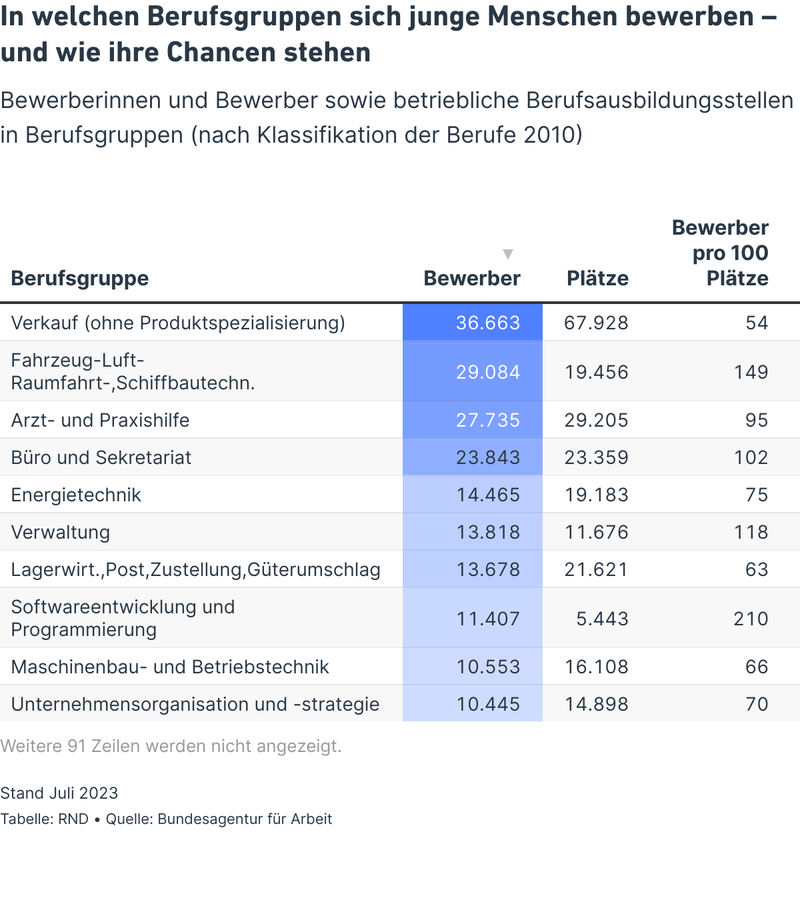 In welchen Berufsgruppen sich junge Menschen bewerben –
und wie ihre Chancen stehen
Bewerberinnen und Bewerber sowie betriebliche Berufsausbildungsstellen
in Berufsgruppen (nach Klassifikation der Berufe 2010)
Berufsgruppe ▼ Bewerber Plätze Bewerber pro 100 Plätze
Verkauf (ohne Produktspezialisierung) 36.663 67.928 54
Fahrzeug-Luft-
Raumfahrt-,Schiffbautechn. 29.084 19.456 149
Arzt- und Praxishilfe 27.735 29.205 95
Büro und Sekretariat 23.843 23.359 102
Energietechnik 14.465 19.183 75
Verwaltung 13.818 11.676 118
Lagerwirt.,Post,Zustellung,Güterumschlag 13.678 21.621 63
Softwareentwicklung und
Programmierung 11.407 5.443 210
Maschinenbau- und Betriebstechnik 10.553 16.108 66
Unternehmensorganisation und -strategie 10.445 14.898 70
Weitere 91 Zeilen werden nicht angezeigt.
Stand Juli 2023
Tabelle: RND • Quelle: Bundesagentur für Arbeit